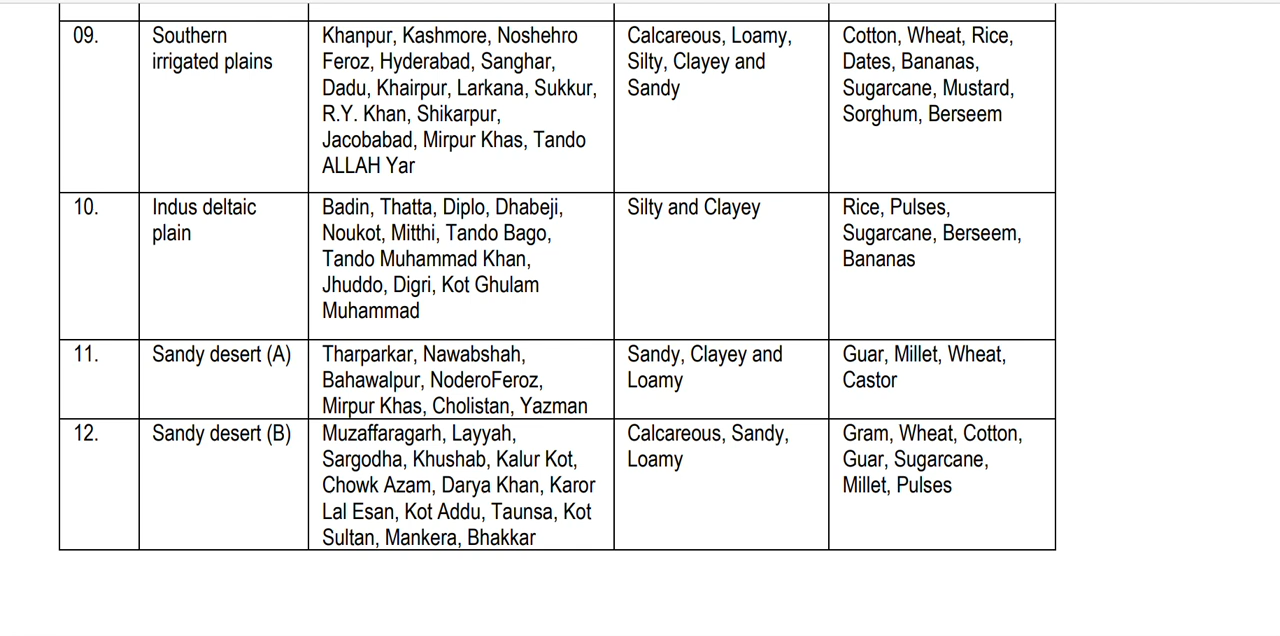 09.
Southern
irrigated plains
Khanpur, Kashmore, Noshehro
Feroz, Hyderabad, Sanghar,
Dadu, Khairpur, Larkana, Sukkur,
R.Y. Khan, Shikarpur,
Jacobabad, Mirpur Khas, Tando
ALLAH Yar
Calcareous, Loamy,
Silty, Clayey and
Sandy
Cotton, Wheat, Rice,
Dates, Bananas,
Sugarcane, Mustard,
Sorghum, Berseem
10.
Indus deltaic
plain
Badin, Thatta, Diplo, Dhabeji,
Noukot, Mitthi, Tando Bago,
Tando Muhammad Khan,
Jhuddo, Digri, Kot Ghulam
Muhammad
Silty and Clayey
Rice, Pulses,
Sugarcane, Berseem,
Bananas
11.
Sandy desert (A)
Tharparkar, Nawabshah,
Bahawalpur, NoderoFeroz,
Mirpur Khas, Cholistan, Yazman
Sandy, Clayey and
Loamy
Guar, Millet, Wheat,
Castor
12.
Sandy desert (B)
Muzaffaragarh, Layyah,
Sargodha, Khushab, Kalur Kot,
Chowk Azam, Darya Khan, Karor
Lal Esan, Kot Addu, Taunsa, Kot
Sultan, Mankera, Bhakkar
Calcareous, Sandy,
Loamy
Gram, Wheat, Cotton,
Guar, Sugarcane,
Millet, Pulses